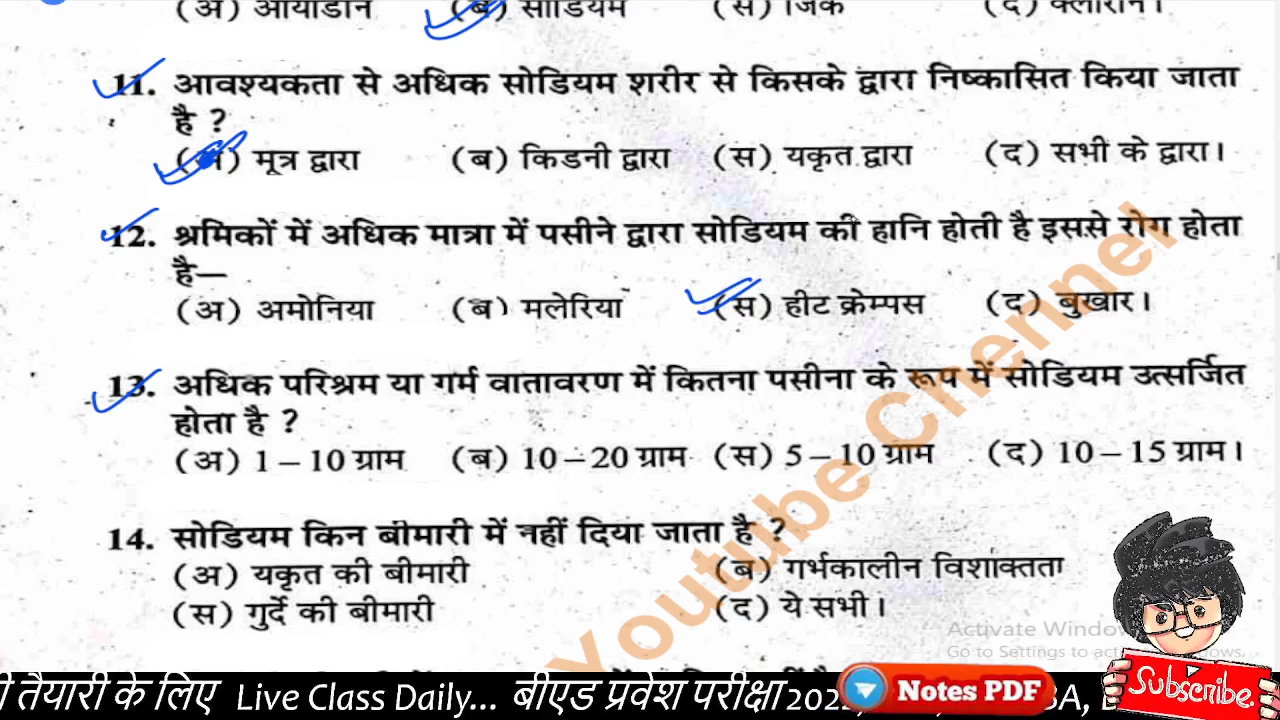 (अ) आयोडीन (ब) सोडियम (स) जिंक (द) क्लोरीन।
11. आवश्यकता से अधिक सोडियम शरीर से किसके द्वारा निष्कासित किया जाता
है ?
(अ) मूत्र द्वारा (ब) किडनी द्वारा (स) यकृत द्वारा (द) सभी के द्वारा।
12. श्रमिकों में अधिक मात्रा में पसीने द्वारा सोडियम की हानि होती है इससे रोग होता
है—
(अ) अमोनिया (ब) मलेरिया (स) हीट क्रेम्पस (द) बुखार।
13. अधिक परिश्रम या गर्म वातावरण में कितना पसीना के रूप में सोडियम उत्सर्जित
होता है ?
(अ) 1 – 10 ग्राम (ब) 10 – 20 ग्राम (स) 5 – 10 ग्राम (द) 10 – 15 ग्राम।
14. सोडियम किन बीमारी में नहीं दिया जाता है ?
(अ) यकृत की बीमारी (ब) गर्भकालीन विशाक्तता
(स) गुर्दे की बीमारी (द) ये सभी।
Youtube Chennel
Activate Windows
Go to Settings to activate Windows.
तैयारी के लिए Live Class Daily... बीएड प्रवेश परीक्षा 202
Notes PDF
Subscribe